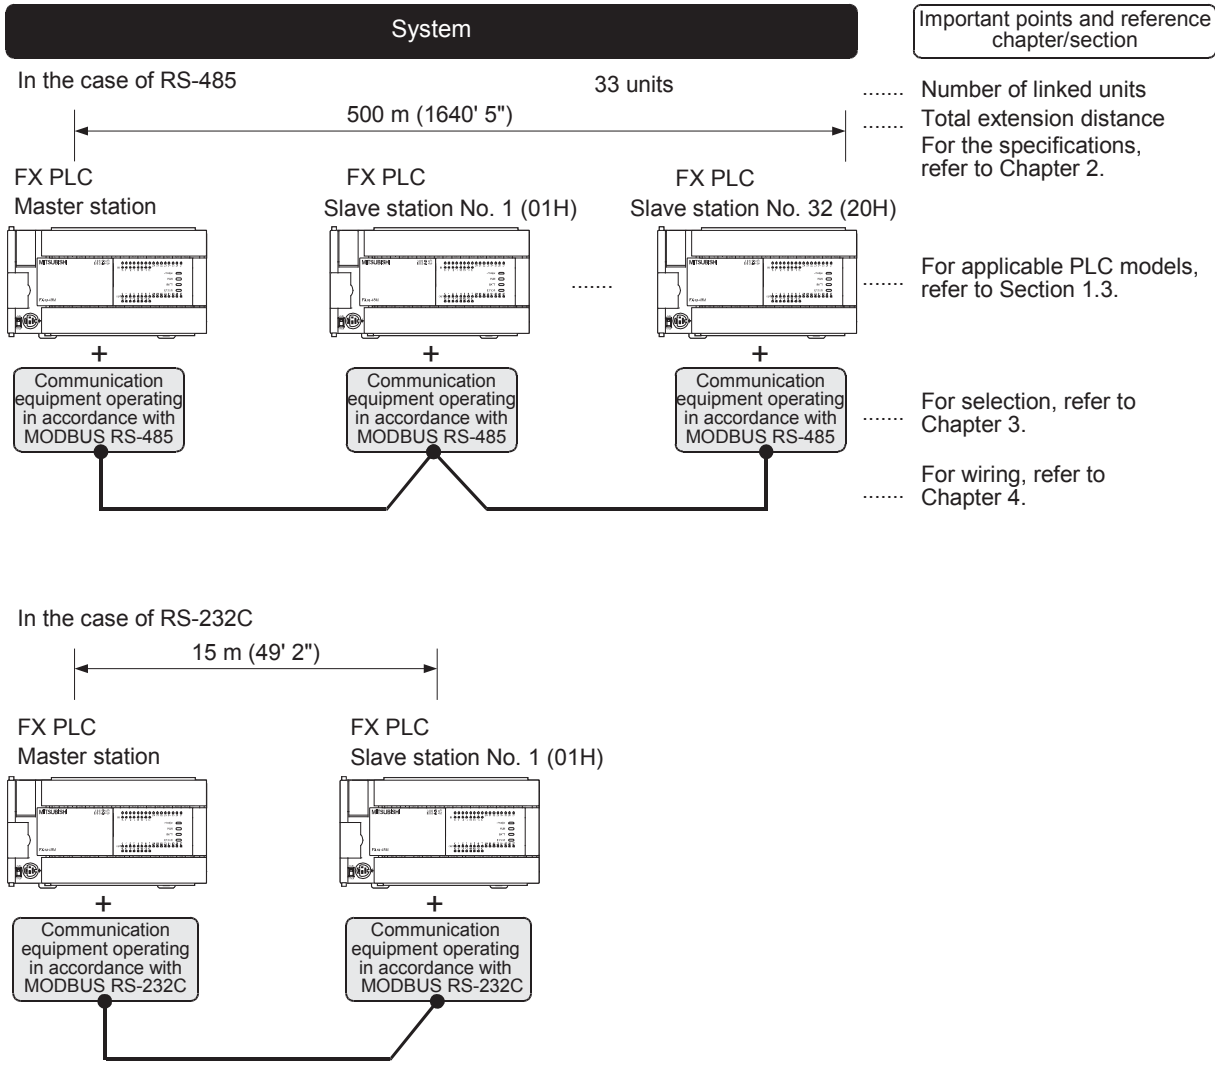 System
Important points and reference
chapter/section
In the case of RS-485
33 units
....... Number of linked units
500 m (1640' 5")
....... Total extension distance
For the specifications,
refer to Chapter 2.
FX PLC
Master station
FX PLC
Slave station No. 1 (01H)
FX PLC
Slave station No. 32 (20H)
MITSUBISHI
MITSUBISHI
MITSUBISHI
.......
....... For applicable PLC models,
refer to Section 1.3.
+
+
+
Communication
equipment operating
in accordance with
MODBUS RS-485
Communication
equipment operating
in accordance with
MODBUS RS-485
Communication
equipment operating
in accordance with
MODBUS RS-485
....... For selection, refer to
Chapter 3.
....... For wiring, refer to
Chapter 4.
In the case of RS-232C
15 m (49' 2")
FX PLC
Master station
FX PLC
Slave station No. 1 (01H)
MITSUBISHI
MITSUBISHI
+
+
Communication
equipment operating
in accordance with
MODBUS RS-232C
Communication
equipment operating
in accordance with
MODBUS RS-232C